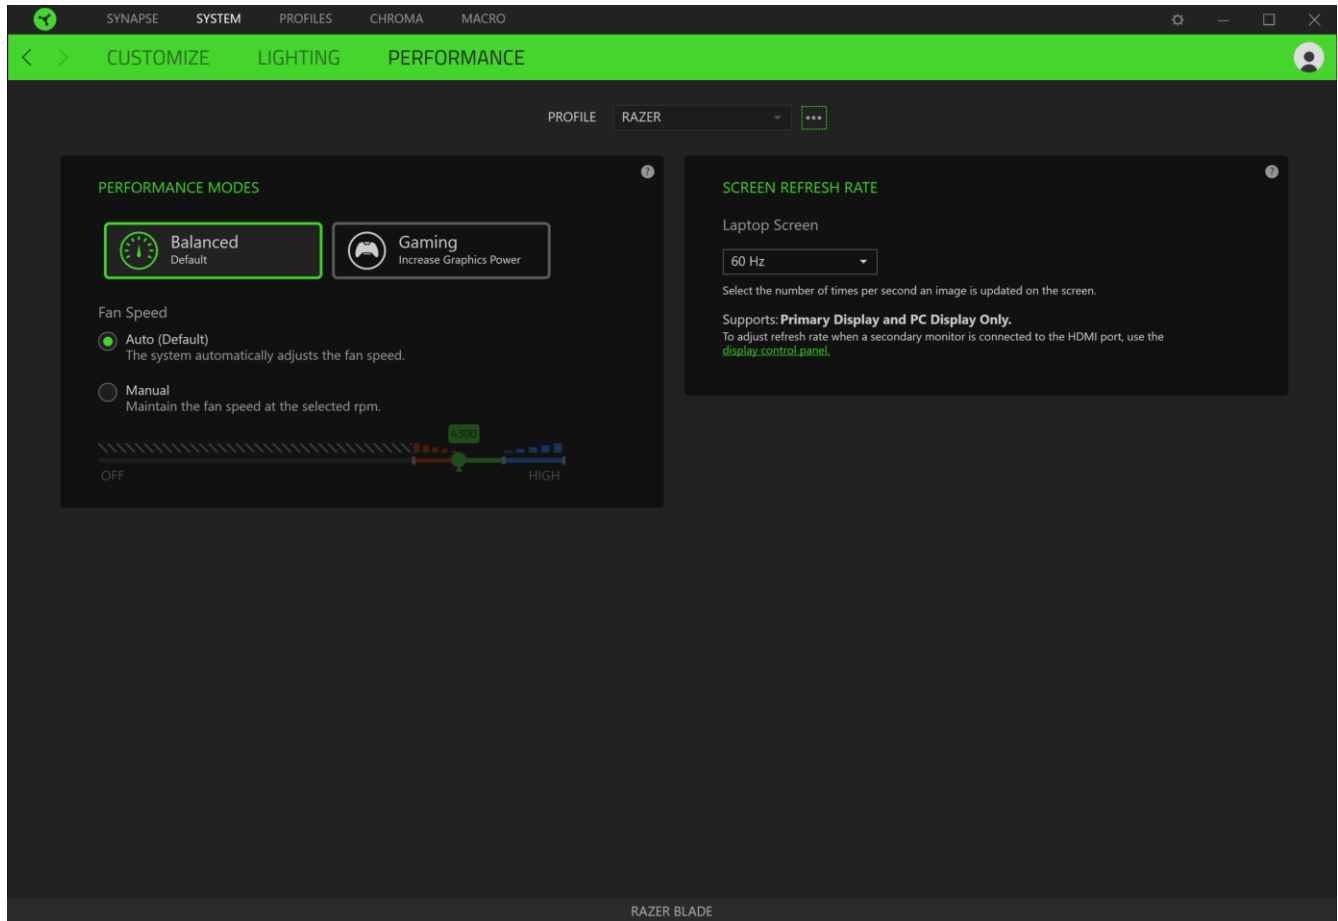 SYNAPSE SYSTEM PROFILES CHROMA MACRO
CUSTOMIZE LIGHTING PERFORMANCE
PROFILE RAZER
PERFORMANCE MODES
Balanced
Default
Gaming
Increase Graphics Power
Fan Speed
Auto (Default)
The system automatically adjusts the fan speed.
Manual
Maintain the fan speed at the selected rpm.
4300
OFF HIGH
SCREEN REFRESH RATE
Laptop Screen
60 Hz
Select the number of times per second an image is updated on the screen.
Supports: Primary Display and PC Display Only.
To adjust refresh rate when a secondary monitor is connected to the HDMI port, use the
display control panel.
RAZER BLADE